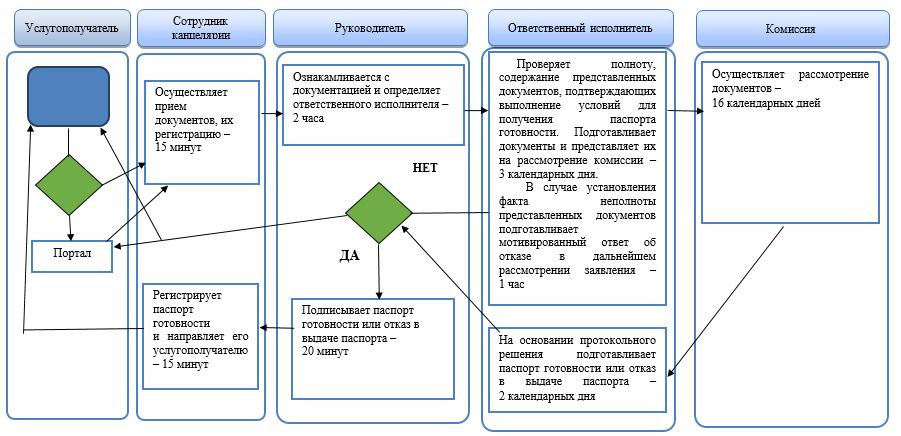 Услугополучатель
Сотрудник
канцелярии
Руководитель
Ответственный исполнитель
Комиссия
Портал
Осуществляет
прием
документов, их
регистрацию –
15 минут
Регистрирует
паспорт
готовности
и направляет его
услугополучателю
– 15 минут
Ознакамливается с
документацией и определяет
ответственного исполнителя –
2 часа
НЕТ
ДА
Подписывает паспорт
готовности или отказ в
выдаче паспорта –
20 минут
Проверяет полноту,
содержание представленных
документов, подтверждающих
выполнение условий для
получения паспорта
готовности. Подготавливает
документы и представляет их
на рассмотрение комиссии –
3 календарных дня.
В случае установления
факта неполноты
представленных документов
подготавливает
мотивированный ответ об
отказе в дальнейшем
рассмотрении заявления –
1 час
На основании протокольного
решения подготавливает
паспорт готовности или отказ
в выдаче паспорта –
2 календарных дня
Осуществляет рассмотрение
документов –
16 календарных дней